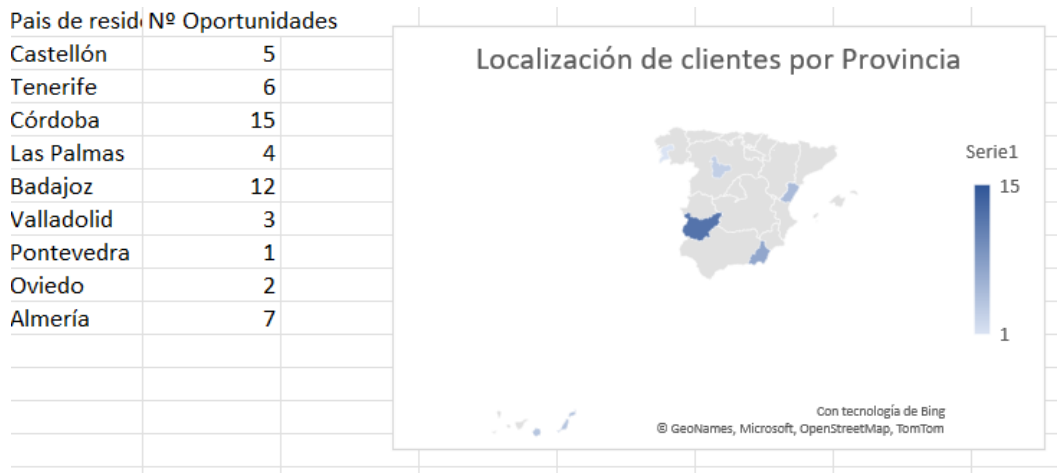 Pais de resid Nº Oportunidades
Castellón 5
Tenerife 6
Córdoba 15
Las Palmas 4
Badajoz 12
Valladolid 3
Pontevedra 1
Oviedo 2
Almería 7
Localización de clientes por Provincia
Serie1
15
1
Con tecnología de Bing
© GeoNames, Microsoft, OpenStreetMap, TomTom